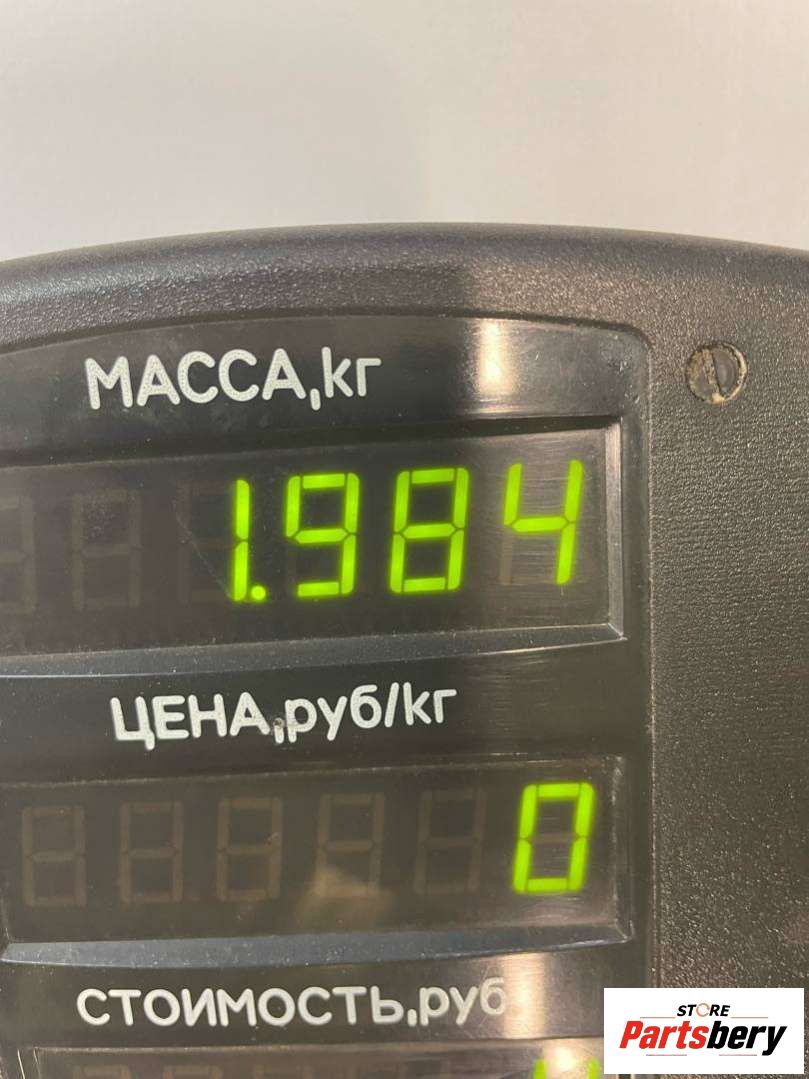 МАССА,кг
1.984
ЦЕНА,руб/кг
0
СТОИМОСТЬ,руб
STORE
Partsbery